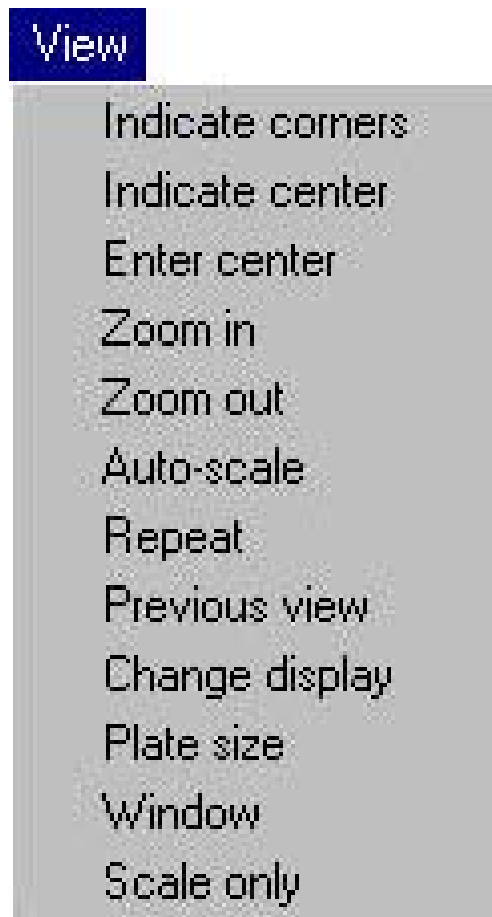 View
Indicate corners
Indicate center
Enter center
Zoom in
Zoom out
Auto-scale
Repeat
Previous view
Change display
Plate size
Window
Scale only